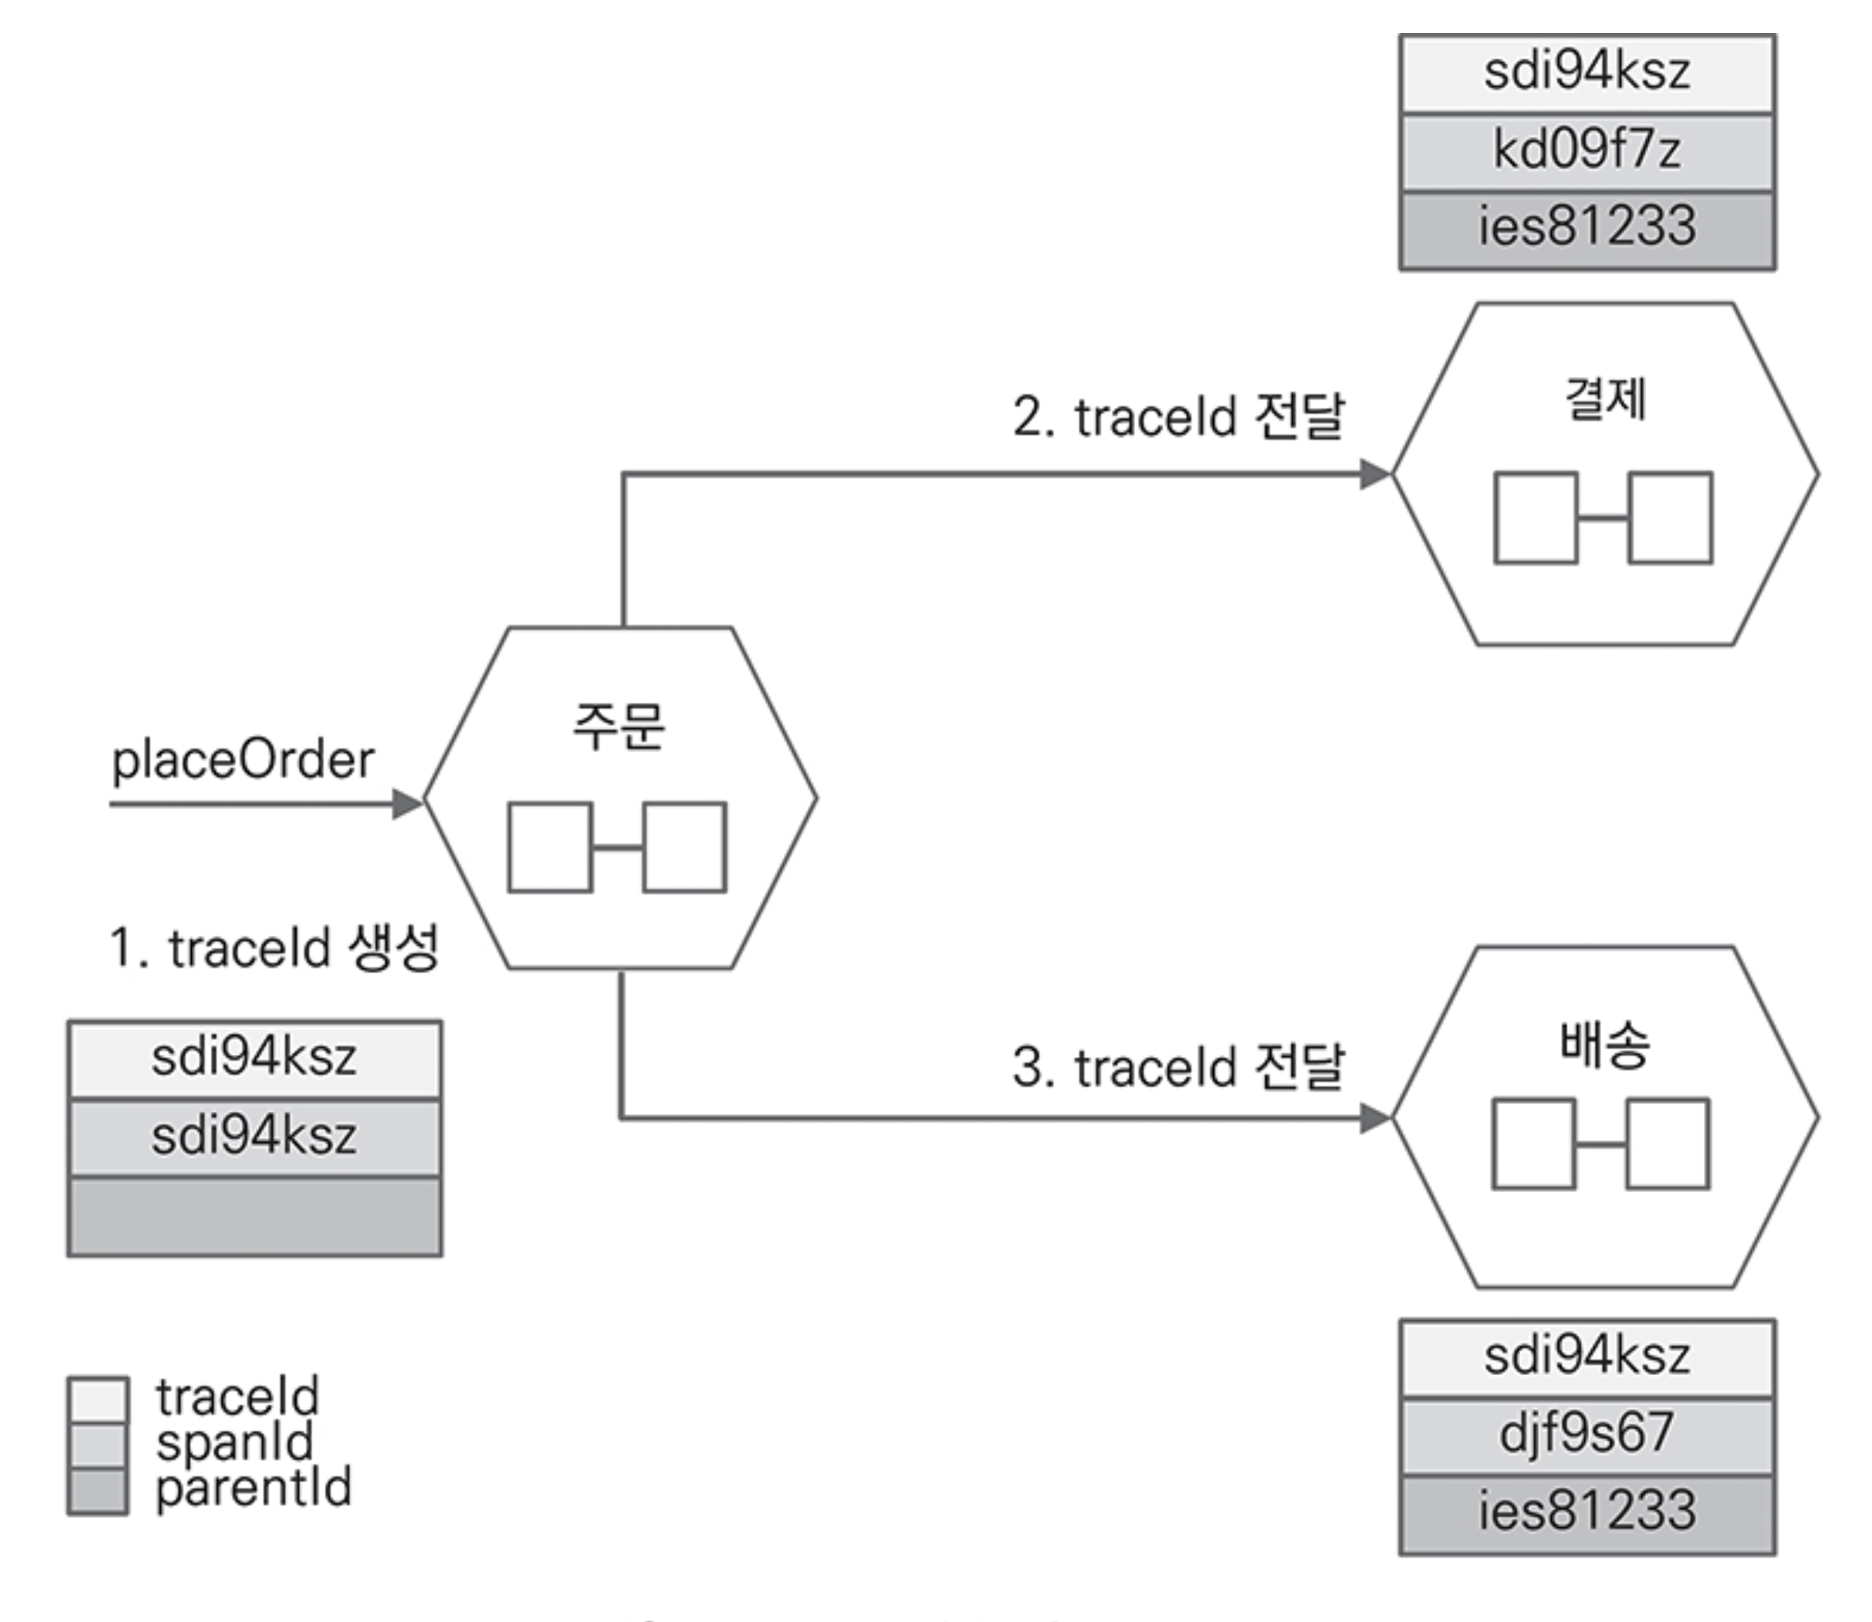 sdi94ksz
kd09f7z
ies81233
결제
2. traceId 전달
주문
placeOrder
1. traceId 생성
sdi94ksz
sdi94ksz
3. traceId 전달
배송
sdi94ksz
djf9s67
ies81233
traceId
spanId
parentId